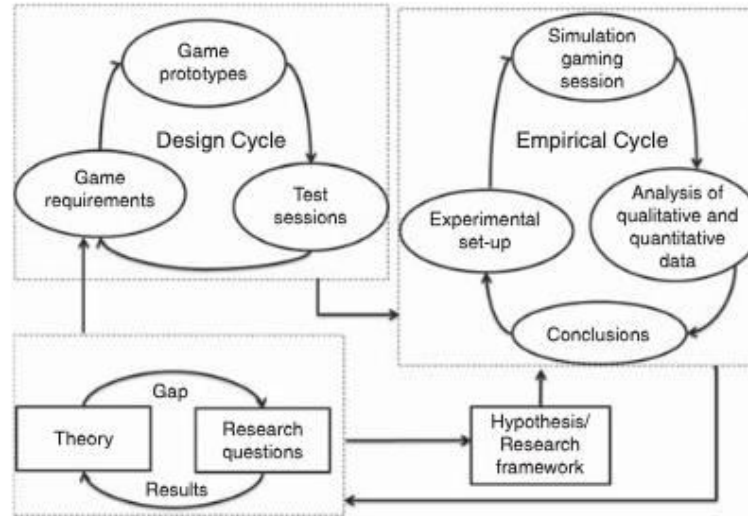 Game
prototypes
Design Cycle
Game
requirements
Test
sessions
Simulation
gaming
session
Empirical Cycle
Experimental
set-up
Analysis of
qualitative and
quantitative
data
Conclusions
Gap
Theory
Research
questions
Results
Hypothesis/
Research
framework